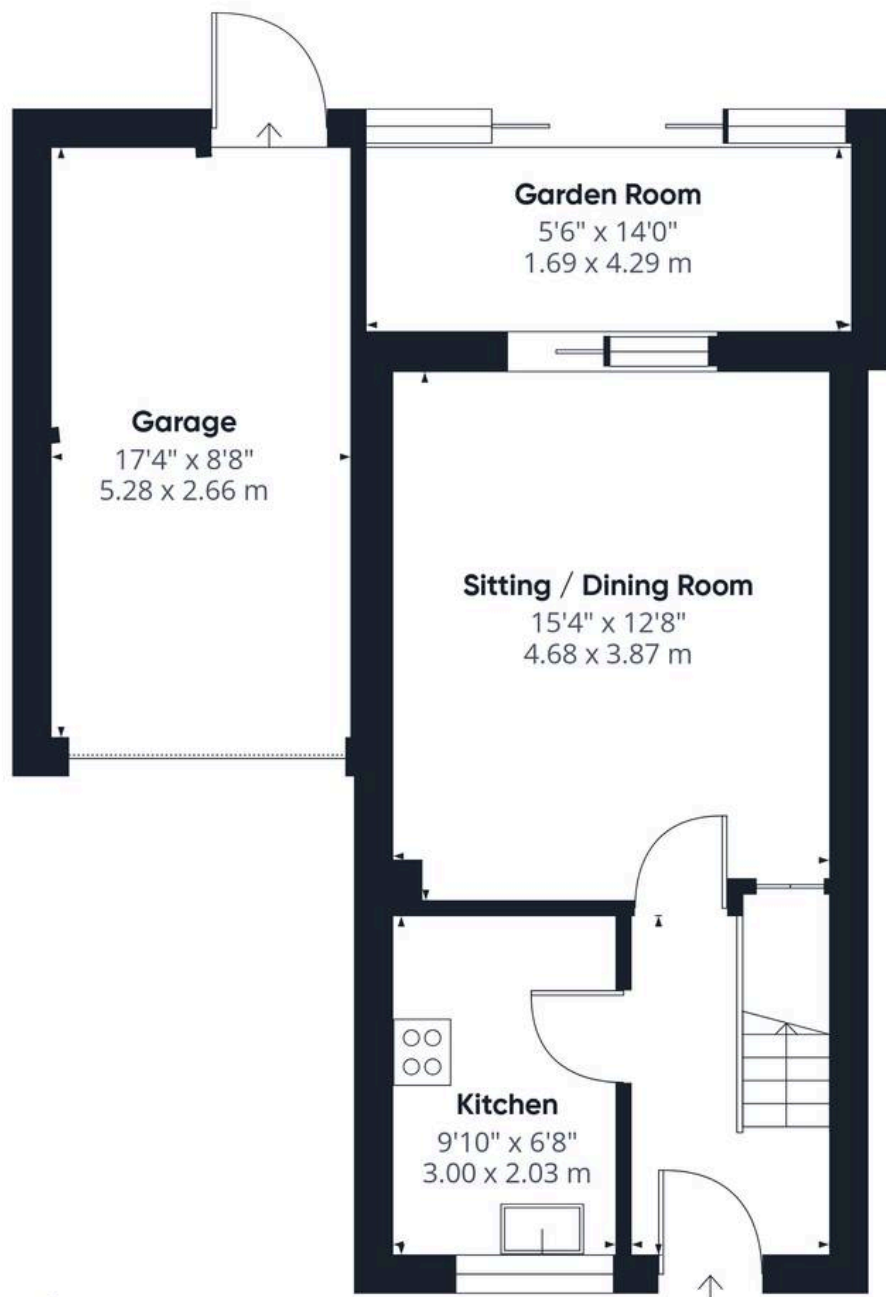 Garden Room
5'6" x 14'0"
1.69 x 4.29 m
Garage
17'4" x 8'8"
5.28 x 2.66 m
Sitting / Dining Room
15'4" x 12'8"
4.68 x 3.87 m
Kitchen
9'10" x 6'8"
3.00 x 2.03 m